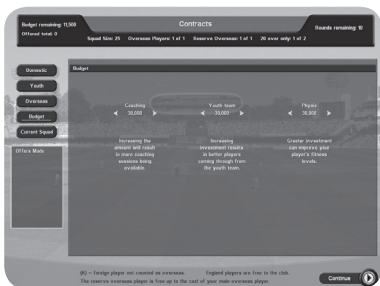 Budget remaining: 11,500
Contracts
Rounds remaining: 10
Offered total: 0
Squad Size: 25 Overseas Players: 1 of 1 Reserve Overseas: 1 of 1 20 over only: 1 of 2
Domestic
Youth
Overseas
Budget
Current Squad
Offers Made
Budget
Coaching
30,000
Increasing the
amount will result
in more coaching
sessions being
available.
Youth team
30,000
Increasing
investment results
in better players
coming through from
the youth team.
Physio
30,000
Greater investment
can improve your
player's fitness
levels.
(K) – foreign player not counted as overseas. England players are free to the club.
The reserve overseas player is free up to the cost of your main overseas player.
Continue